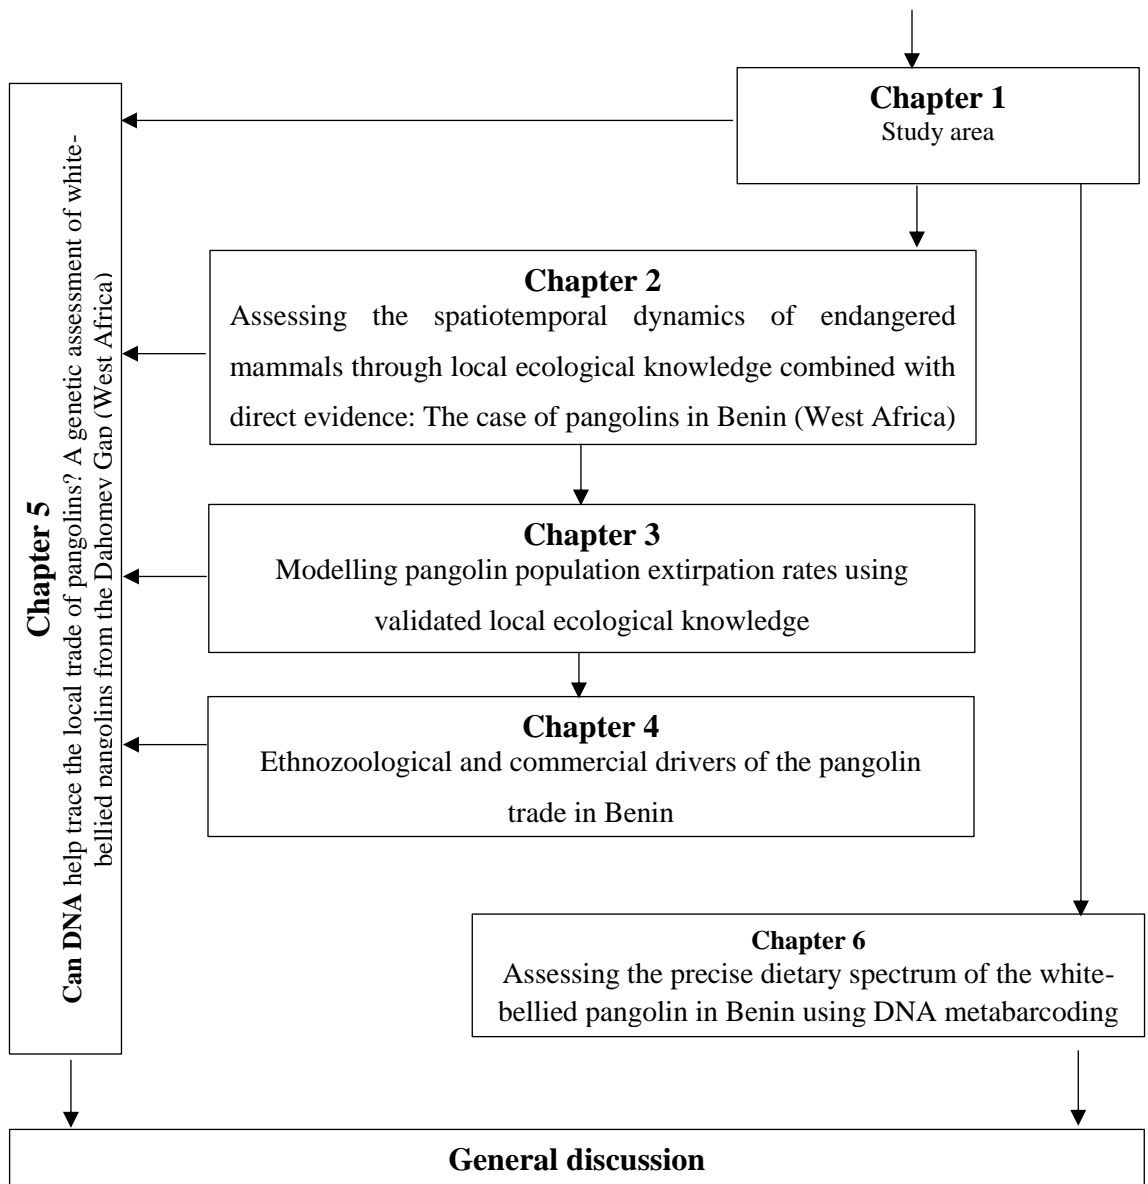 Chapter 1
Study area
Chapter 2
Assessing the spatiotemporal dynamics of endangered
mammals through local ecological knowledge combined with
direct evidence: The case of pangolins in Benin (West Africa)
Chapter 3
Modelling pangolin population extirpation rates using
validated local ecological knowledge
Chapter 4
Ethnozoological and commercial drivers of the pangolin
trade in Benin
Chapter 5
Can DNA help trace the local trade of pangolins? A genetic assessment of white-
bellied pangolins from the Dahomey Gap (West Africa)
Chapter 6
Assessing the precise dietary spectrum of the white-
bellied pangolin in Benin using DNA metabarcoding
General discussion